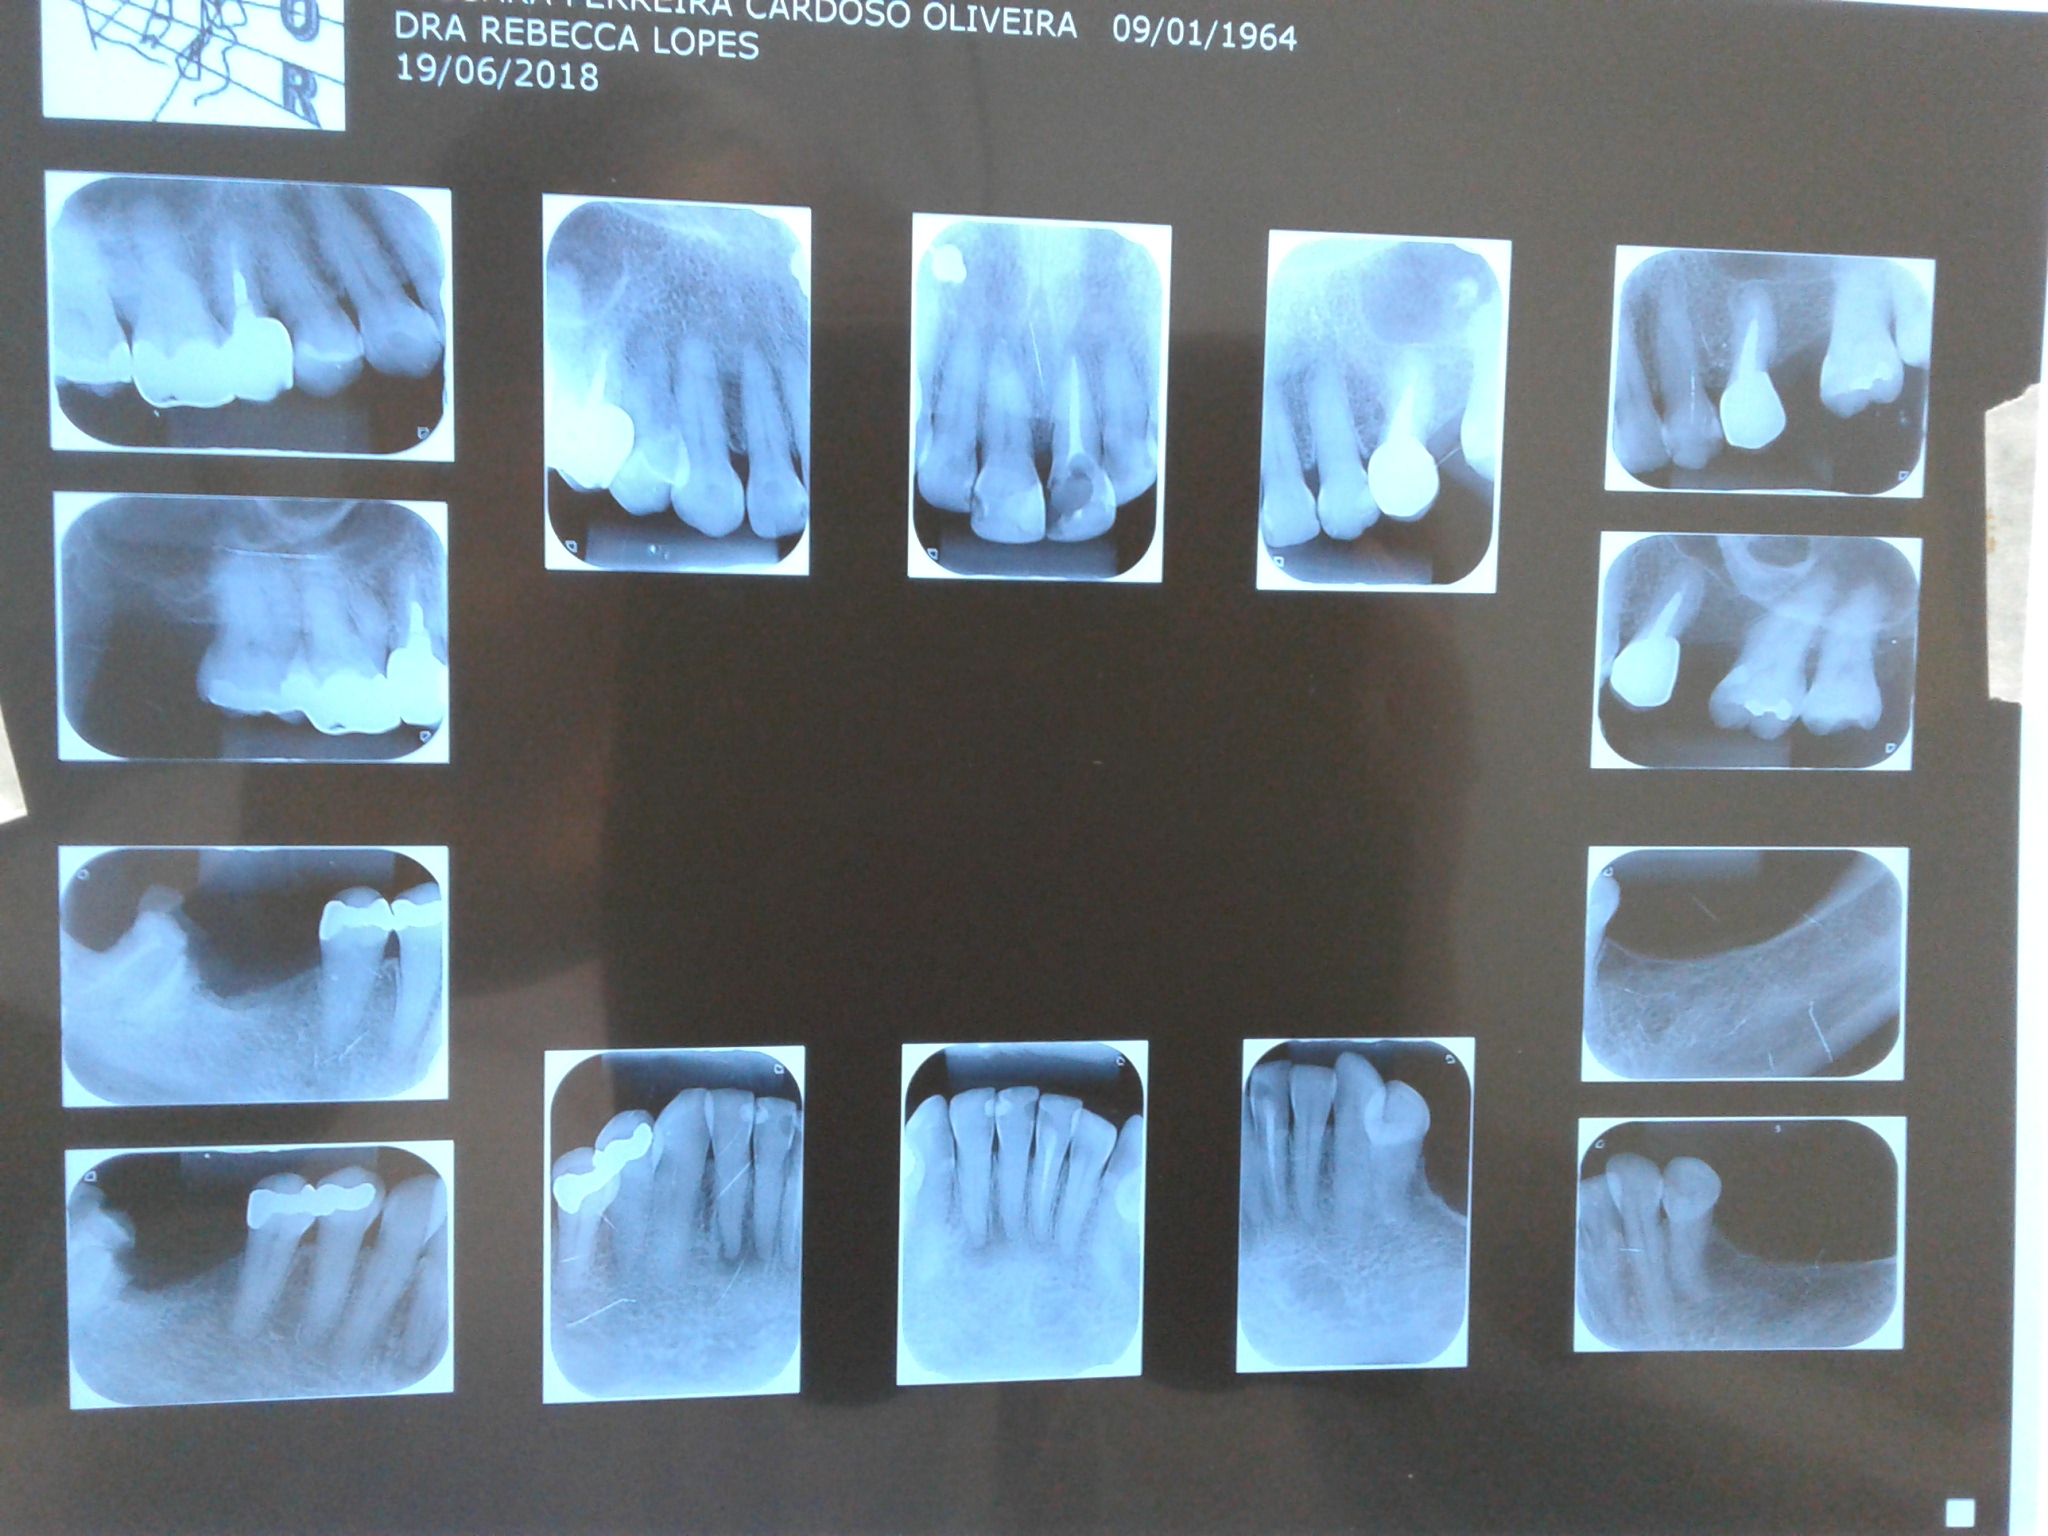 FERREIRA CARDOSO OLIVEIRA 09/01/1964
DRA REBECCA LOPES
19/06/2018
O
R